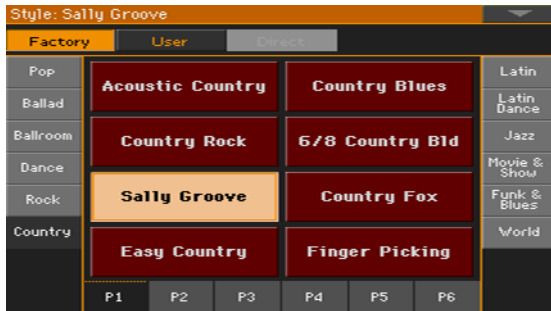 Style: Sally Groove
Factory
User
Direct
Pop
Ballad
Ballroom
Dance
Rock
Country
Acoustic Country
Country Blues
Country Rock
6/8 Country Bld
Sally Groove
Country Fox
Easy Country
Finger Picking
Latin
Latin
Dance
Jazz
Movie &
Show
Funk &
Blues
World
P1
P2
P3
P4
P5
P6